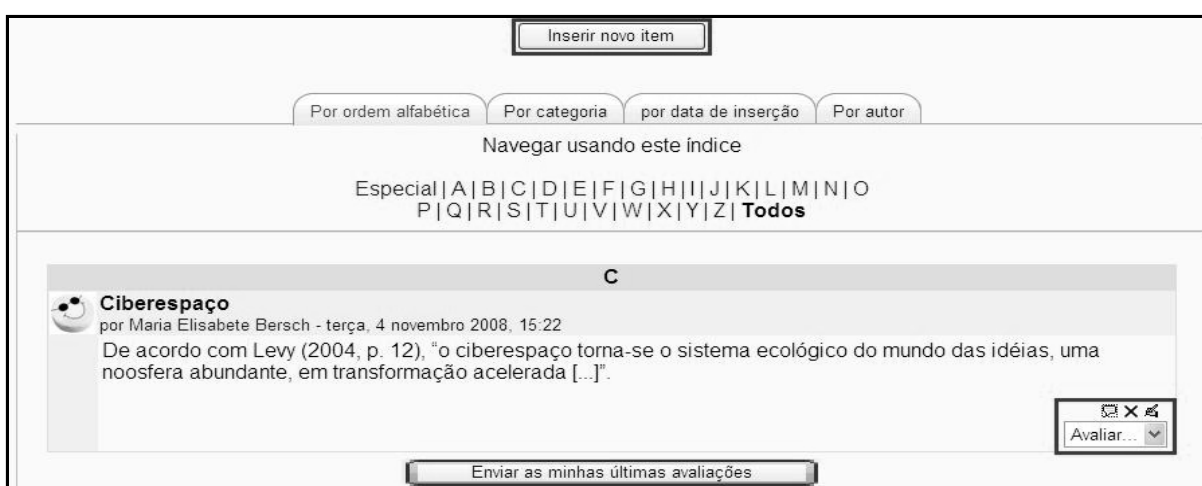 Inserir novo item
Por ordem alfabética Por categoria por data de inserção Por autor
Navegar usando este índice
Especial | A | B | C | D | E | F | G | H | I | J | K | L | M | N | O
P | Q | R | S | T | U | V | W | X | Y | Z | Todos
C
Ciberespaço
por Maria Elisabete Bersch - terça, 4 novembro 2008, 15:22
De acordo com Levy (2004, p. 12), “o ciberespaço torna-se o sistema ecológico do mundo das idéias, uma
noosfera abundante, em transformação acelerada [...]”.
Avaliar...
Enviar as minhas últimas avaliações